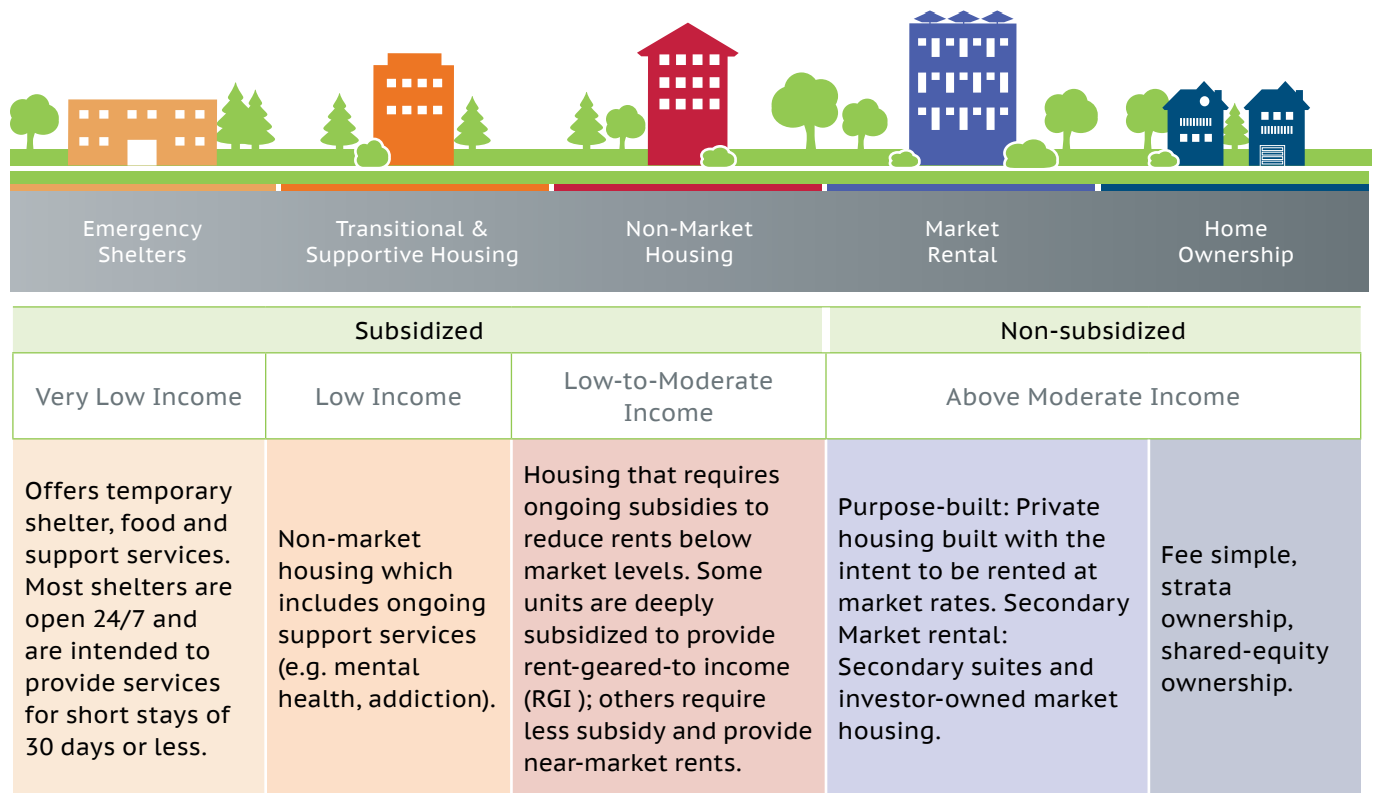 Emergency
Shelters
Transitional &
Supportive Housing
Non-Market
Housing
Market
Rental
Home
Ownership
Subsidized
Non-subsidized
Very Low Income
Low Income
Low-to-Moderate
Income
Above Moderate Income
Offers temporary
shelter, food and
support services.
Most shelters are
open 24/7 and
are intended to
provide services
for short stays of
30 days or less.
Non-market
housing which
includes ongoing
support services
(e.g. mental
health, addiction).
Housing that requires
ongoing subsidies to
reduce rents below
market levels. Some
units are deeply
subsidized to provide
rent-geared-to income
(RGI ); others require
less subsidy and provide
near-market rents.
Purpose-built: Private
housing built with the
intent to be rented at
market rates. Secondary
Market rental:
Secondary suites and
investor-owned market
housing.
Fee simple,
strata
ownership,
shared-equity
ownership.